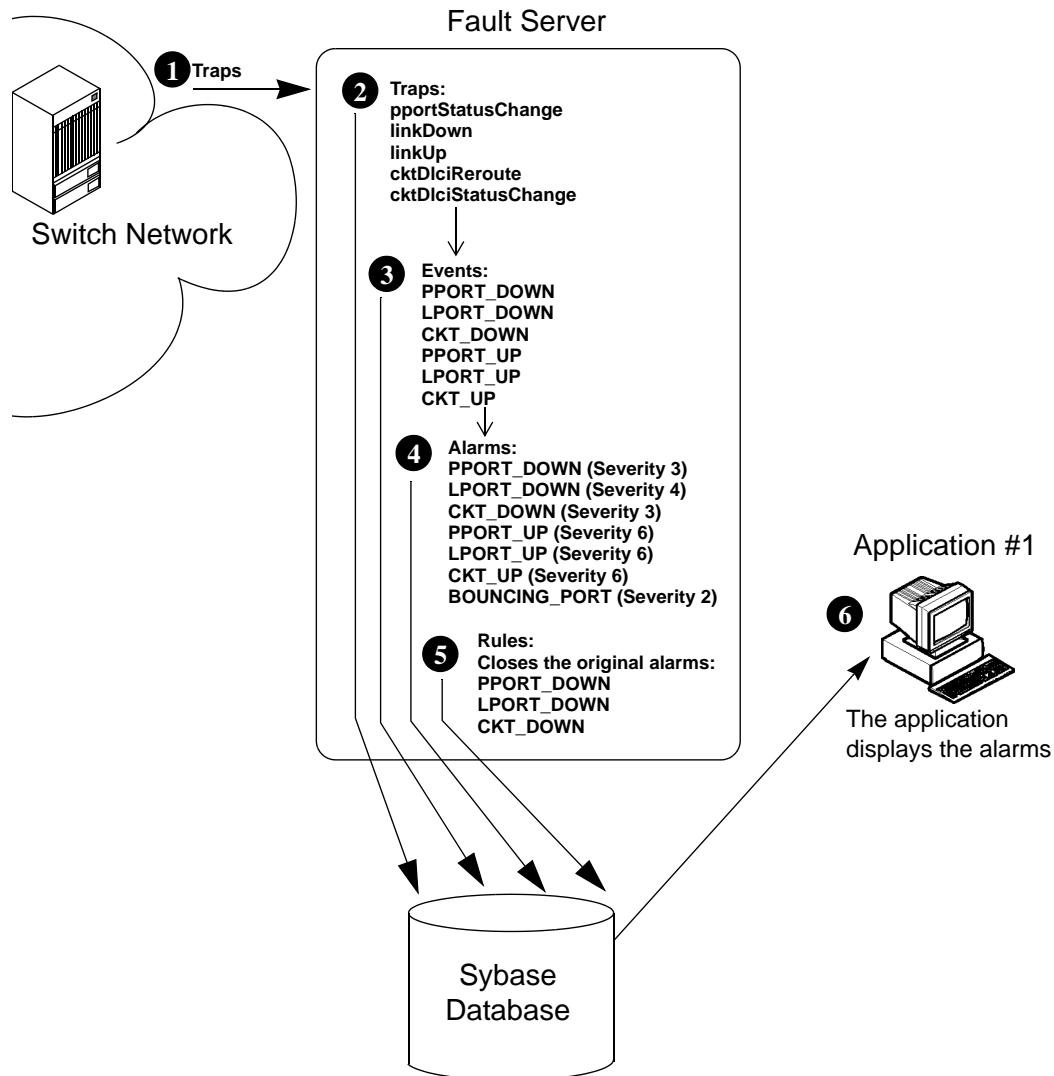 Fault Server
1 Traps
Switch Network
2 Traps:
pportStatusChange
linkDown
linkUp
cktDlciReroute
cktDlciStatusChange
3 Events:
PPORT_DOWN
LPORT_DOWN
CKT_DOWN
PPORT_UP
LPORT_UP
CKT_UP
4 Alarms:
PPORT_DOWN (Severity 3)
LPORT_DOWN (Severity 4)
CKT_DOWN (Severity 3)
PPORT_UP (Severity 6)
LPORT_UP (Severity 6)
CKT_UP (Severity 6)
BOUNCING_PORT (Severity 2)
5 Rules:
Closes the original alarms:
PPORT_DOWN
LPORT_DOWN
CKT_DOWN
Application #1
6
The application
displays the alarms
Sybase
Database